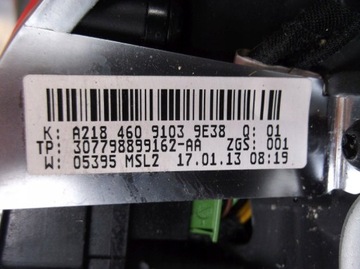 K: A218 460 9103 9E38 Q: 01
TP: 307798899162-AA ZGS: 001
W: 05395 MSL2 17.01.13 08:19